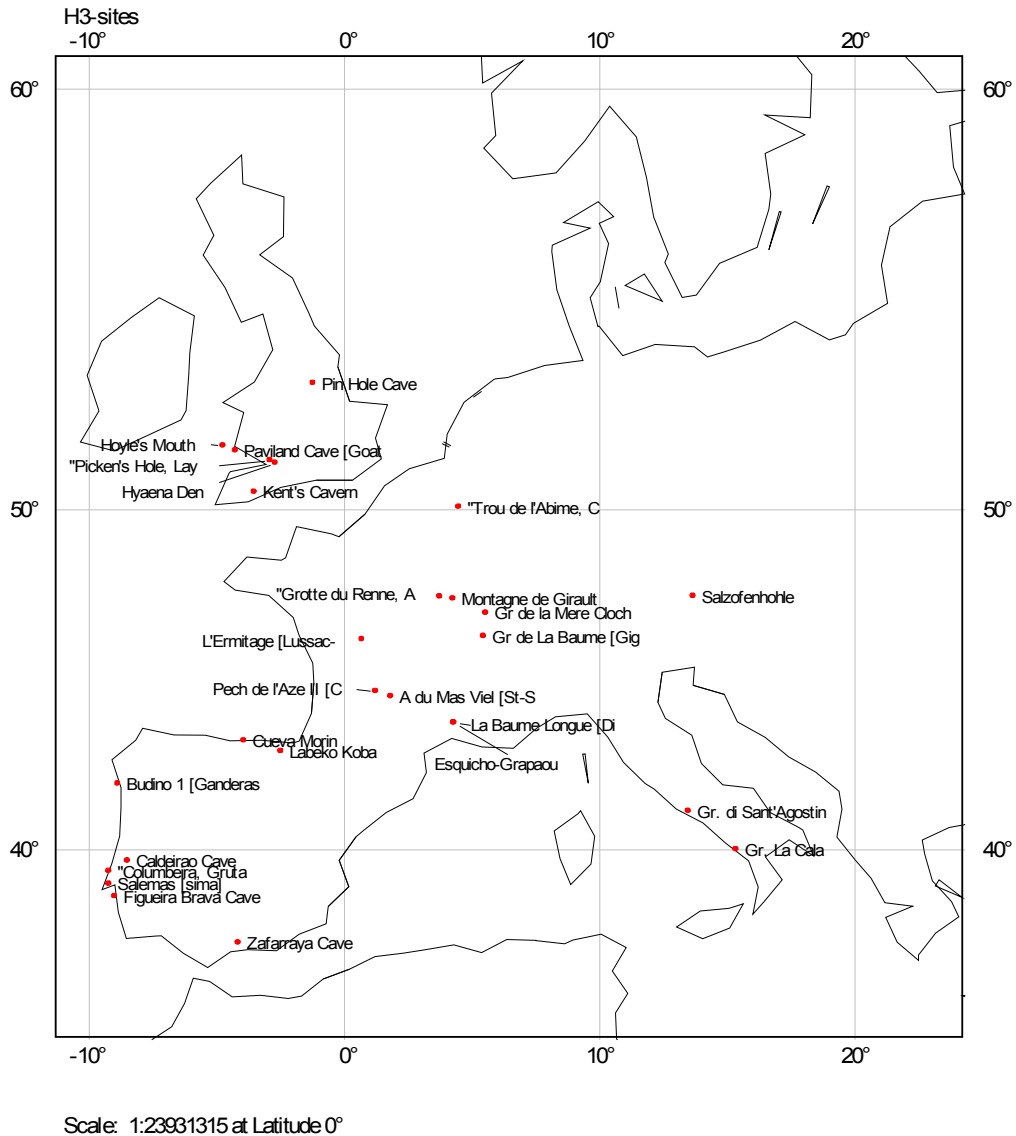 H3-sites
-10° 0° 10° 20°
60° 60°
Pin Hole Cave
Hoyle's Mouth
Paviland Cave [Goat
"Picken's Hole, Lay
Hyaena Den
Kent's Cavern
50° 50°
"Trou de l'Abime, C
"Grotte du Renne, A
Montagne de Girault
Salzofenhohle
Gr de la Mere Cloch
L'Ermitage [Lussac-
Gr de La Baume [Gig
Pech de l'Aze II [C
A du Mas Viel [St-S
La Baume Longue [Di
Cueva Morin
Labeko Koba
Esquicho-Grapaou
Budino 1 [Ganderas
Gr. di Sant'Agostin
40° 40°
Gr. La Cala
Caldeirao Cave
"Columbeira, Gruta
Salemas [sima]
Figueira Brava Cave
Zafarraya Cave
-10° 0° 10° 20°
Scale: 1:23931315 at Latitude 0°